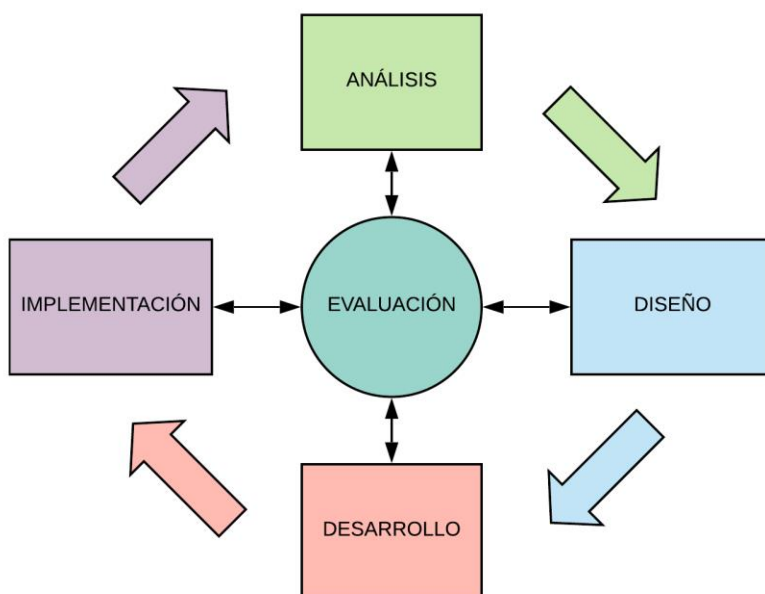 ANÁLISIS
IMPLEMENTACIÓN
EVALUACIÓN
DISEÑO
DESARROLLO